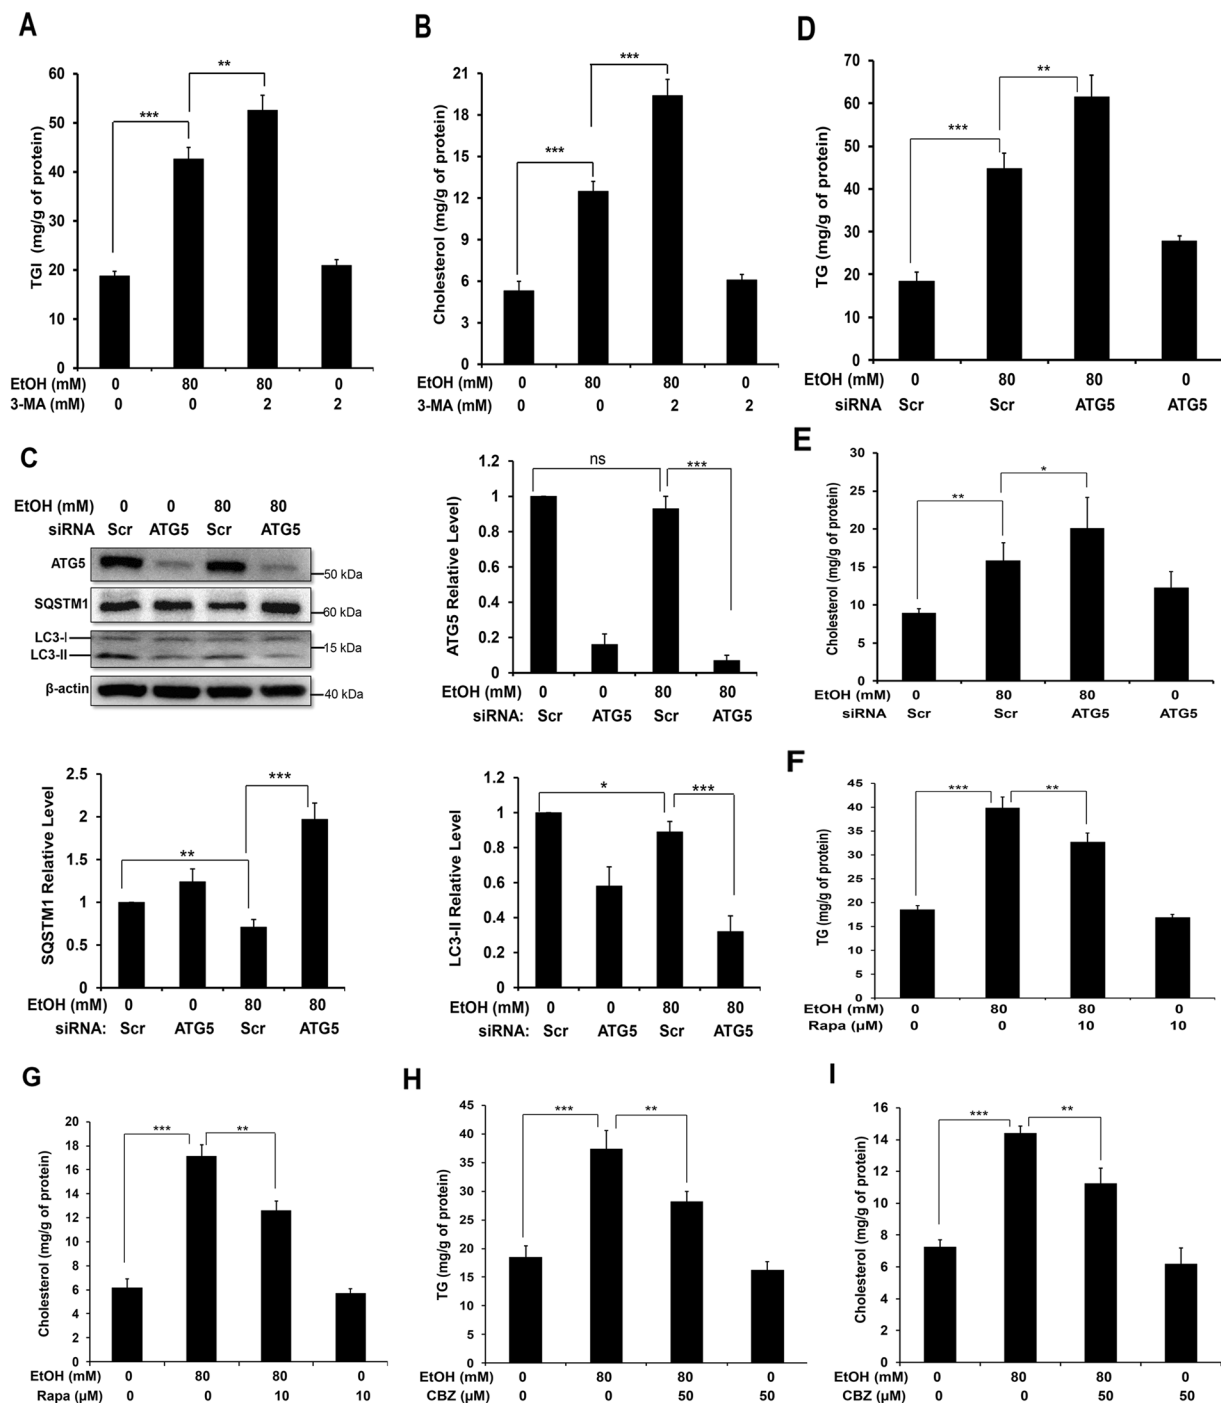 A
TGI (mg/g of protein)
60
50
40
30
20
10
0
***
**
EtOH (mM) 0 80 80 0
3-MA (mM) 0 0 2 2
B
Cholesterol (mg/g of protein)
21
18
15
12
9
6
3
0
***
***
EtOH (mM) 0 80 80 0
3-MA (mM) 0 0 2 2
D
TG (mg/g of protein)
70
60
50
40
30
20
10
0
***
**
EtOH (mM) 0 80 80 0
siRNA Scr Scr ATG5 ATG5
C
EtOH (mM) 0 0 80 80
siRNA Scr ATG5 Scr ATG5
ATG5
50 kDa
SQSTM1
60 kDa
LC3-I
15 kDa
LC3-II
β-actin
40 kDa
ATG5 Relative Level
1.2
1
0.8
0.6
0.4
0.2
0
ns
***
EtOH (mM) 0 0 80 80
siRNA: Scr ATG5 Scr ATG5
E
Cholesterol (mg/g of protein)
30
25
20
15
10
5
0
**
*
EtOH (mM) 0 80 80 0
siRNA Scr Scr ATG5 ATG5
SQSTM1 Relative Level
2.5
2
1.5
1
0.5
0
**
***
EtOH (mM) 0 0 80 80
siRNA: Scr ATG5 Scr ATG5
LC3-II Relative Level
1.2
1
0.8
0.6
0.4
0.2
0
*
***
EtOH (mM) 0 0 80 80
siRNA: Scr ATG5 Scr ATG5
F
TG (mg/g of protein)
45
40
35
30
25
20
15
10
5
0
***
**
EtOH (mM) 0 80 80 0
Rapa (µM) 0 0 10 10
G
Cholesterol (mg/g of protein)
20
18
16
14
12
10
8
6
4
2
0
***
**
EtOH (mM) 0 80 80 0
Rapa (µM) 0 0 10 10
H
TG (mg/g of protein)
45
40
35
30
25
20
15
10
5
0
***
**
EtOH (mM) 0 80 80 0
CBZ (µM) 0 0 50 50
I
Cholesterol (mg/g of protein)
16
14
12
10
8
6
4
2
0
***
**
EtOH (mM) 0 80 80 0
CBZ (µM) 0 0 50 50